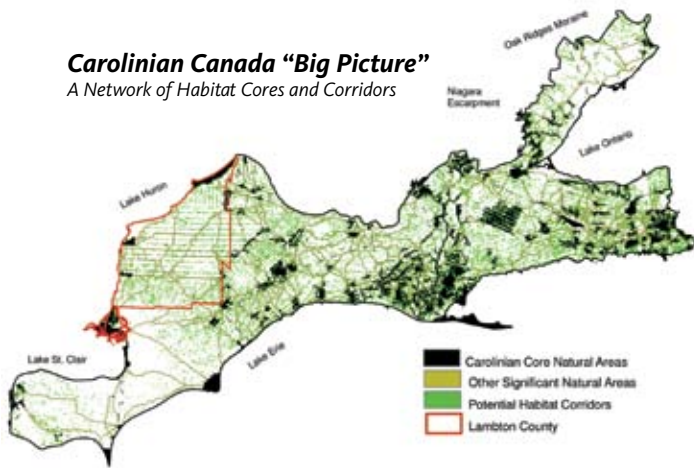 Carolinian Canada “Big Picture”
A Network of Habitat Cores and Corridors
Oak Ridges Moraine
Niagara
Escarpment
Lake Ontario
Lake Huron
Lake St. Clair
Lake Erie
Carolinian Core Natural Areas
Other Significant Natural Areas
Potential Habitat Corridors
Lambton County